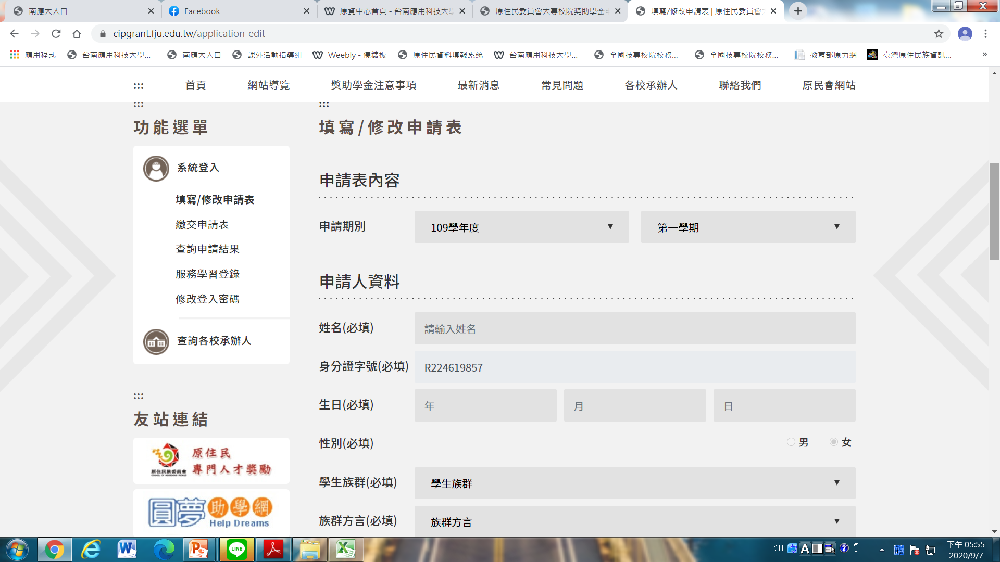 南應大入口
Facebook
原資中心首頁 - 台南應用科技大學
原住民委員會大專校院獎助學金申
填寫/修改申請表 | 原住民委員會大
cipgrant.fju.edu.tw/application-edit
應用程式
台南應用科技大學...
南應大入口
課外活動指導組
Weebly - 儀錶板
原住民資料填報系統
台南應用科技大學...
全國技專校院校務...
全國技專校院校務...
教育部原力網
臺灣原住民族資訊...
»
:::
首頁
網站導覽
獎助學金注意事項
最新消息
常見問題
各校承辦人
聯絡我們
原民會網站
:::
功能選單
系統登入
填寫/修改申請表
繳交申請表
查詢申請結果
服務學習登錄
修改登入密碼
查詢各校承辦人
:::
友站連結
原住民族委員會
原住民
專門人才獎勵
圓夢助學網
Help Dreams
:::
填寫/修改申請表
申請表內容
申請期別
109學年度
第一學期
申請人資料
姓名(必填)
請輸入姓名
身分證字號(必填)
R224619857
生日(必填)
年
月
日
性別(必填)
男
女
學生族群(必填)
學生族群
族群方言(必填)
族群方言
LINE
CH
A
下午 05:55
2020/9/7